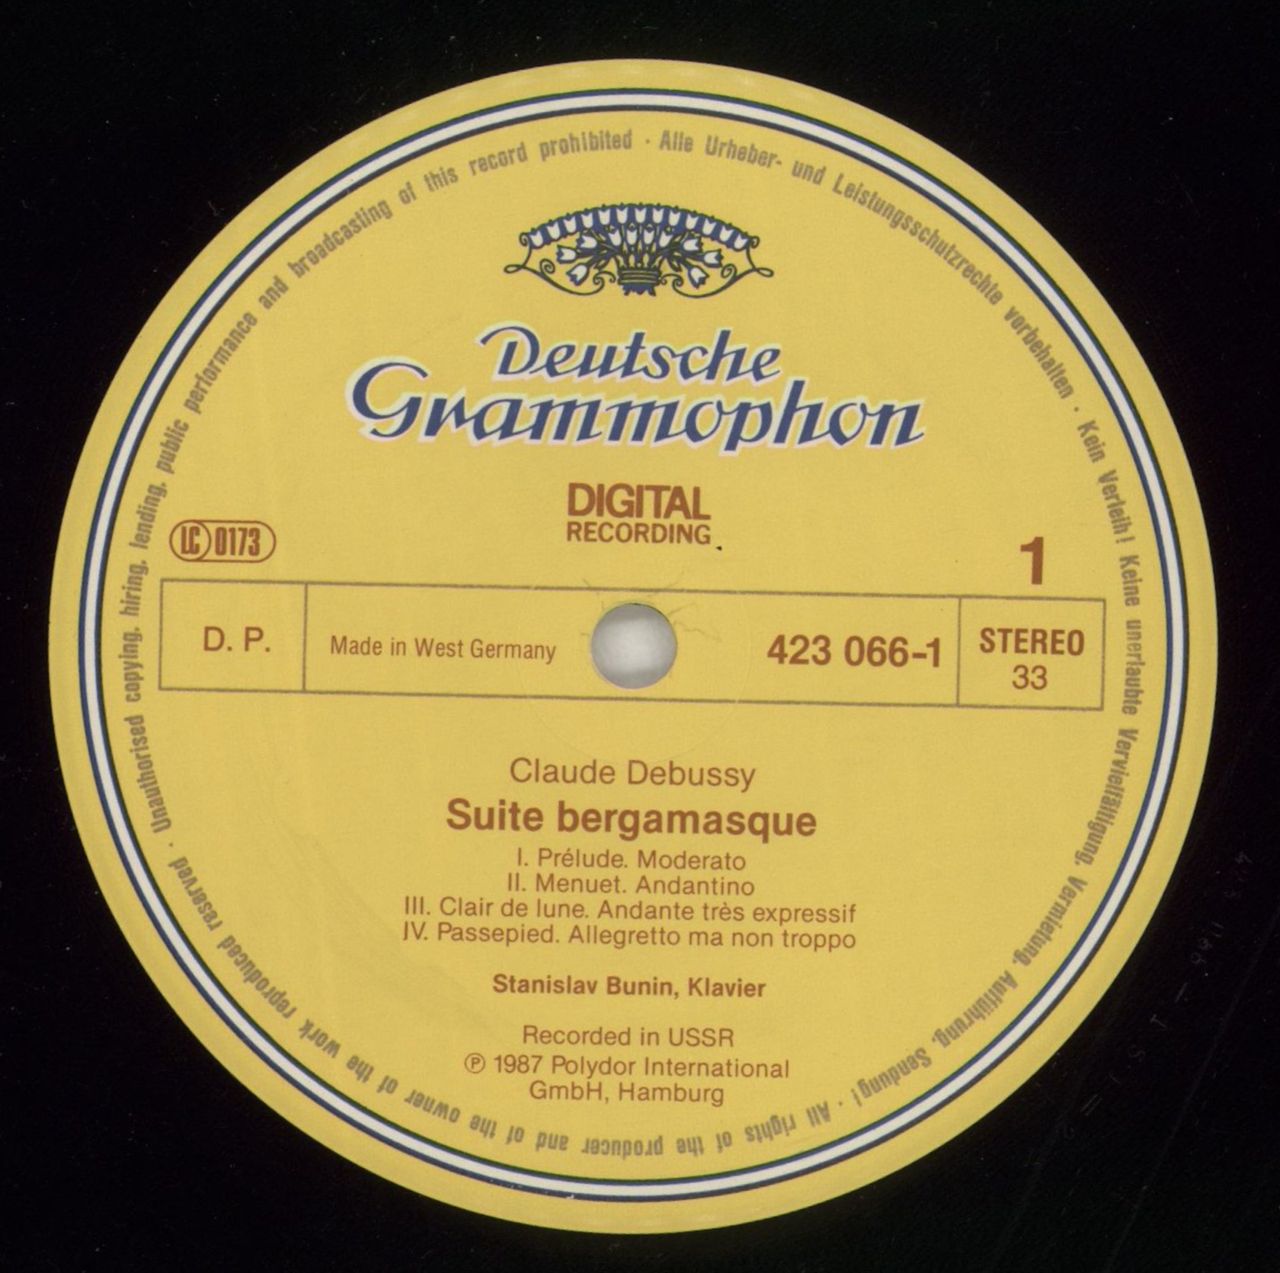 Alle Urheber- und Leistungsschutzrechte vorbehalten · Kein Verleih! Keine unerlaubte Vervielfältigung, Vermietung, Aufführung, Sendung! · All rights of the producer and of the owner of the work reproduced reserved · Unauthorised copying, hiring, lending, public performance and broadcasting of this record prohibited ·
Deutsche
Grammophon
DIGITAL
RECORDING
LC 0173
1
D. P.
Made in West Germany
423 066-1
STEREO
33
Claude Debussy
Suite bergamasque
I. Prélude. Moderato
II. Menuet. Andantino
III. Clair de lune. Andante très expressif
IV. Passepied. Allegretto ma non troppo
Stanislav Bunin, Klavier
Recorded in USSR
℗ 1987 Polydor International
GmbH, Hamburg